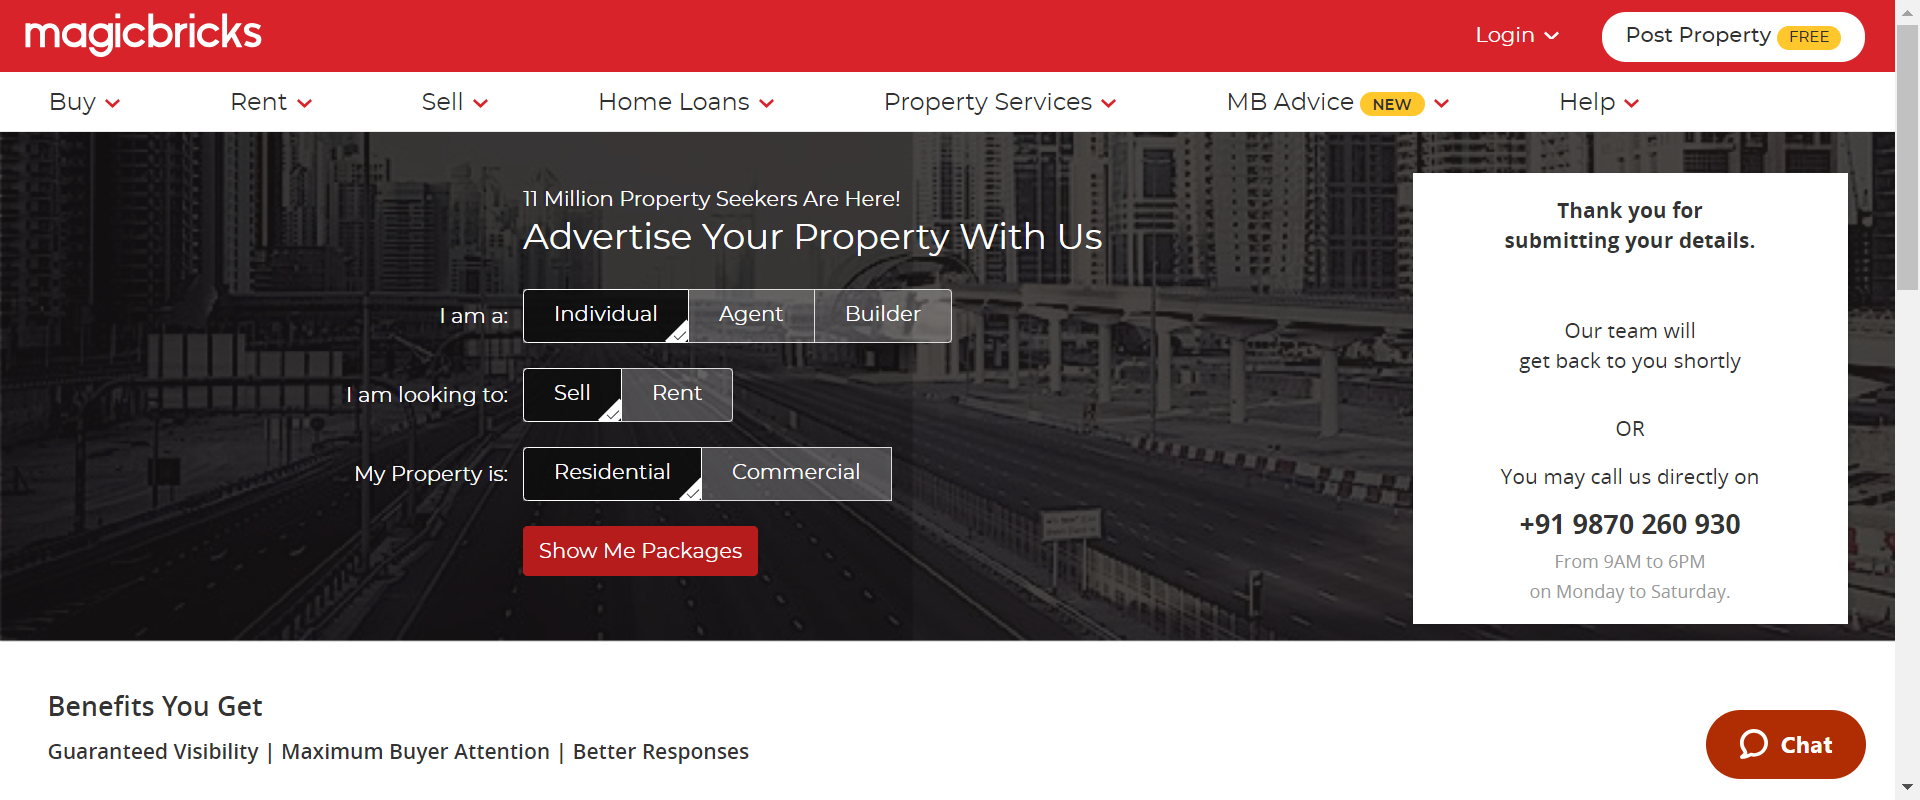 magicbricks
Login
Post Property FREE
Buy
Rent
Sell
Home Loans
Property Services
MB Advice NEW
Help
11 Million Property Seekers Are Here!
Advertise Your Property With Us
I am a:
Individual
Agent
Builder
I am looking to:
Sell
Rent
My Property is:
Residential
Commercial
Show Me Packages
Thank you for
submitting your details.
Our team will
get back to you shortly
OR
You may call us directly on
+91 9870 260 930
From 9AM to 6PM
on Monday to Saturday.
Benefits You Get
Guaranteed Visibility | Maximum Buyer Attention | Better Responses
Chat